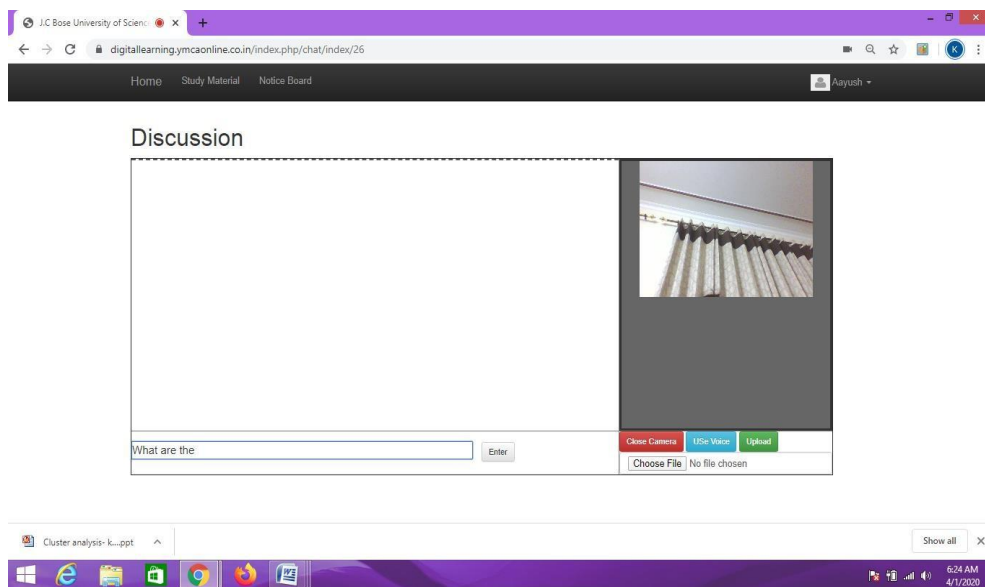 J.C Bose University of Scienc
digitallearning.ymcaonline.co.in/index.php/chat/index/26
K
Home Study Material Notice Board Aayush
Discussion
What are the Enter
Close Camera USe Voice Upload
Choose File No file chosen
Cluster analysis- k....ppt Show all
6:24 AM
4/1/2020